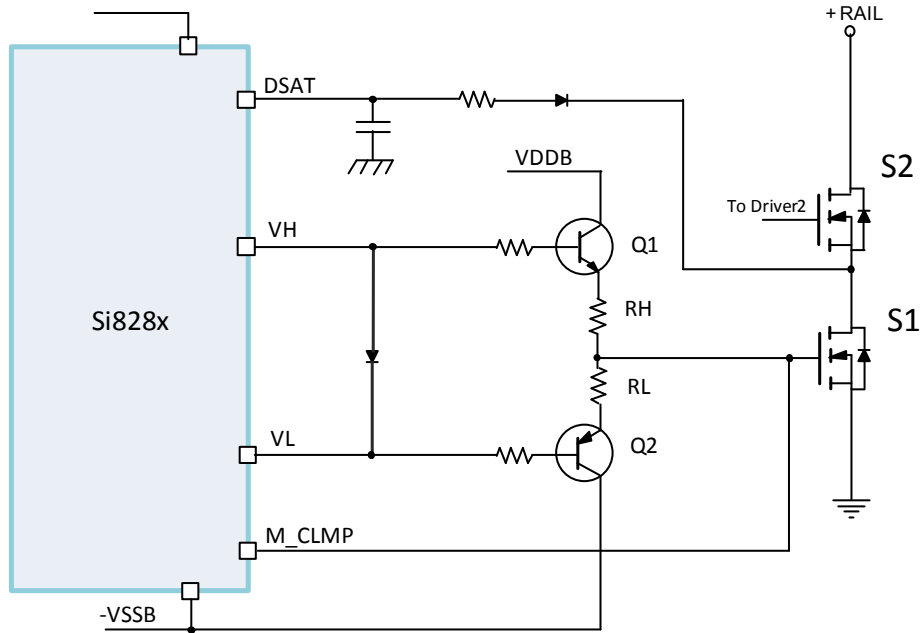 + RAIL
DSAT
VDDB
S2
To Driver2
VH
Q1
RH
Si828x
S1
RL
VL
Q2
M_CLMP
-VSSB